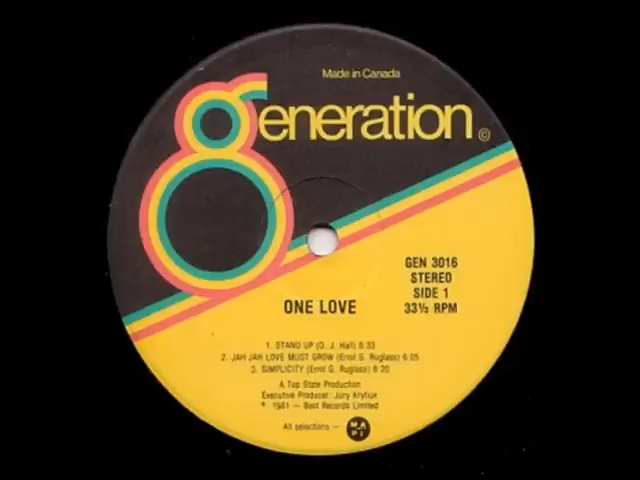 Made in Canada
generation ©
GEN 3016
STEREO
SIDE 1
33⅓ RPM
ONE LOVE
1. STAND UP (O. J. Hall) 6:33
2. JAH JAH LOVE MUST GROW (Errol G. Ruglass) 6:05
3. SIMPLICITY (Errol G. Ruglass) 6:20
A Top State Production
Executive Producer: Jury Krytiuk
℗ 1981 — Boot Records Limited
All selections —